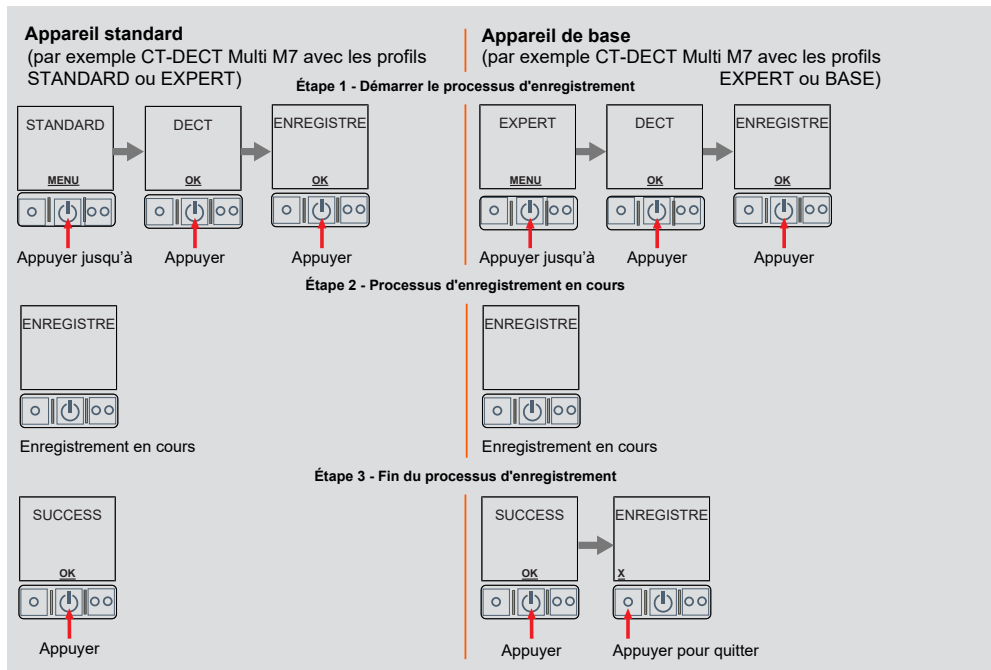 Appareil standard
(par exemple CT-DECT Multi M7 avec les profils
STANDARD ou EXPERT)
Appareil de base
(par exemple CT-DECT Multi M7 avec les profils
EXPERT ou BASE)
Étape 1 - Démarrer le processus d'enregistrement
STANDARD
MENU
DECT
OK
ENREGISTRE
OK
Appuyer jusqu'à
Appuyer
Appuyer
EXPERT
MENU
DECT
OK
ENREGISTRE
OK
Appuyer jusqu'à
Appuyer
Appuyer
Étape 2 - Processus d'enregistrement en cours
ENREGISTRE
Enregistrement en cours
ENREGISTRE
Enregistrement en cours
Étape 3 - Fin du processus d'enregistrement
SUCCESS
OK
Appuyer
SUCCESS
OK
Appuyer
ENREGISTRE
X
Appuyer pour quitter